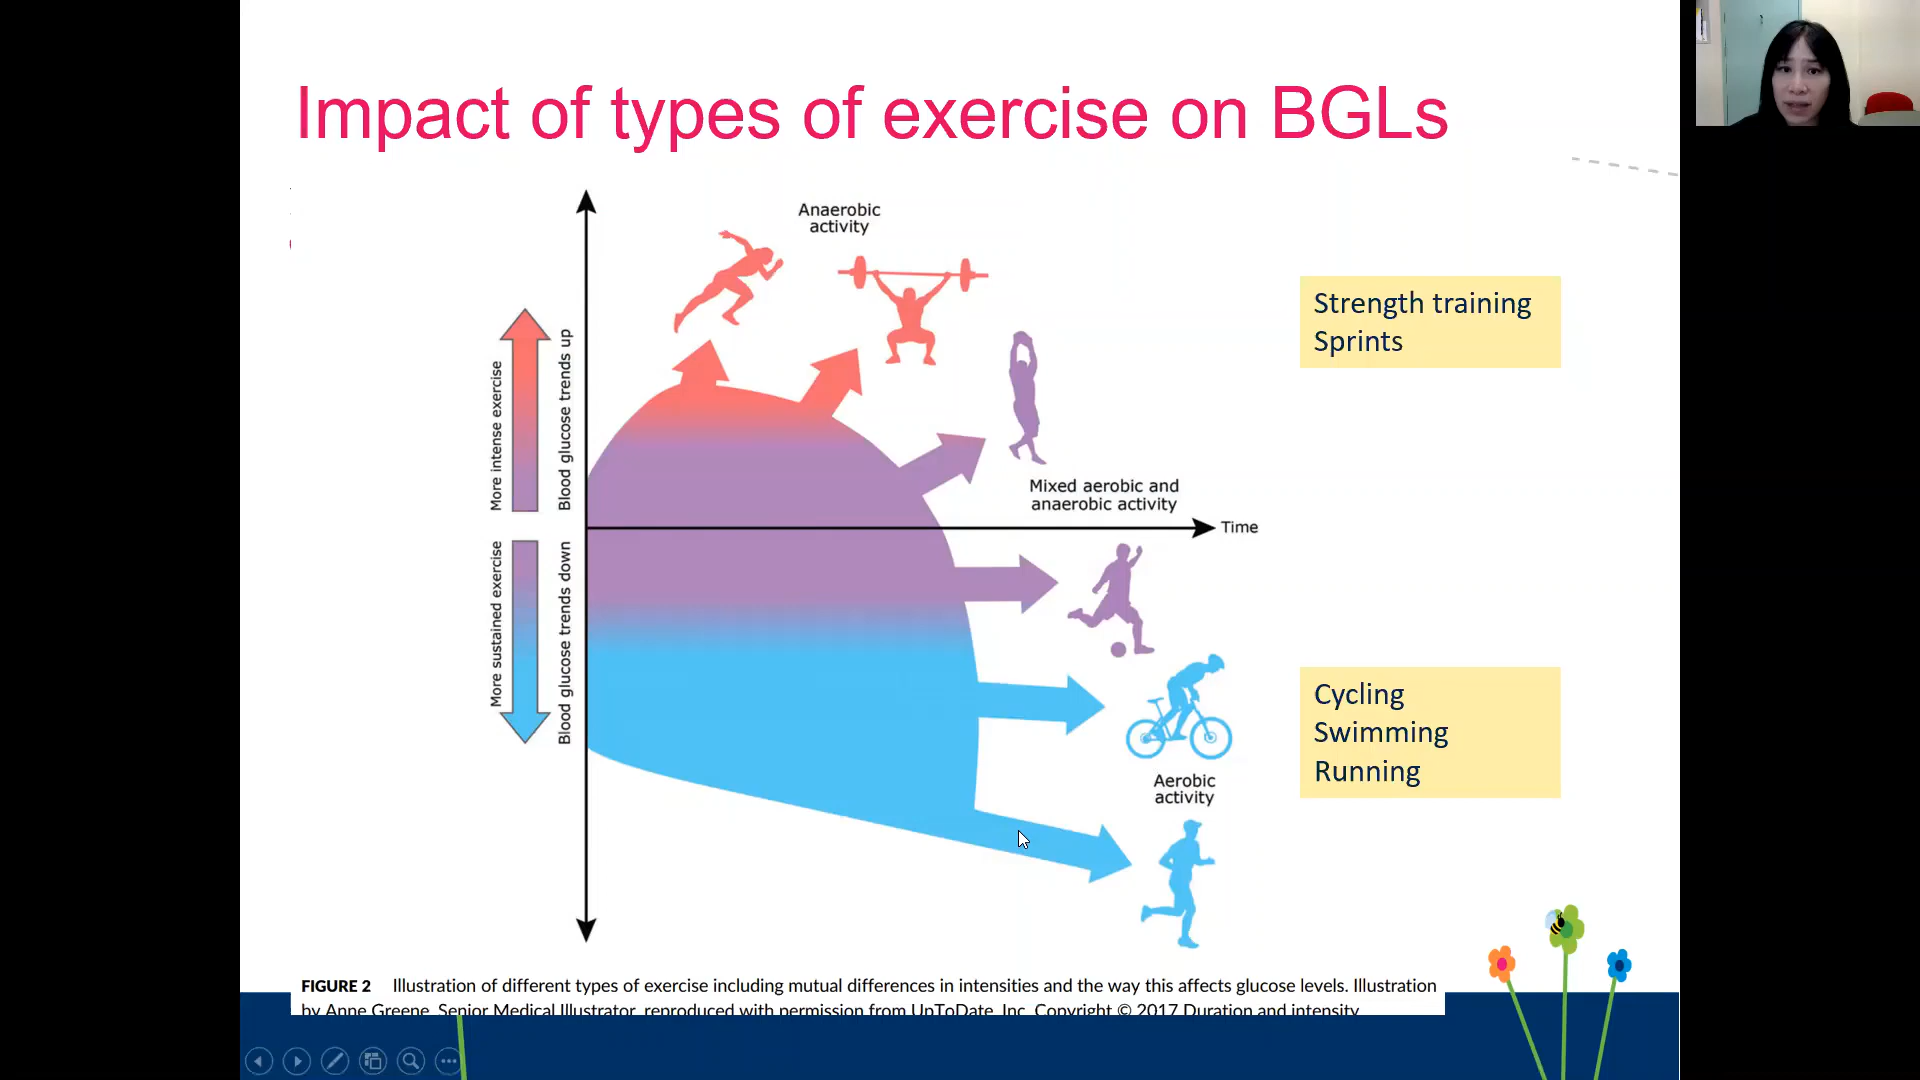 Impact of types of exercise on BGLs
Anaerobic
activity
Strength training
Sprints
More intense exercise
Blood glucose trends up
Mixed aerobic and
anaerobic activity
Time
More sustained exercise
Blood glucose trends down
Cycling
Swimming
Running
Aerobic
activity
FIGURE 2 Illustration of different types of exercise including mutual differences in intensities and the way this affects glucose levels. Illustration
by Anne Greene, Senior Medical Illustrator, reproduced with permission from UpToDate, Inc. Copyright © 2017 Duration and intensity